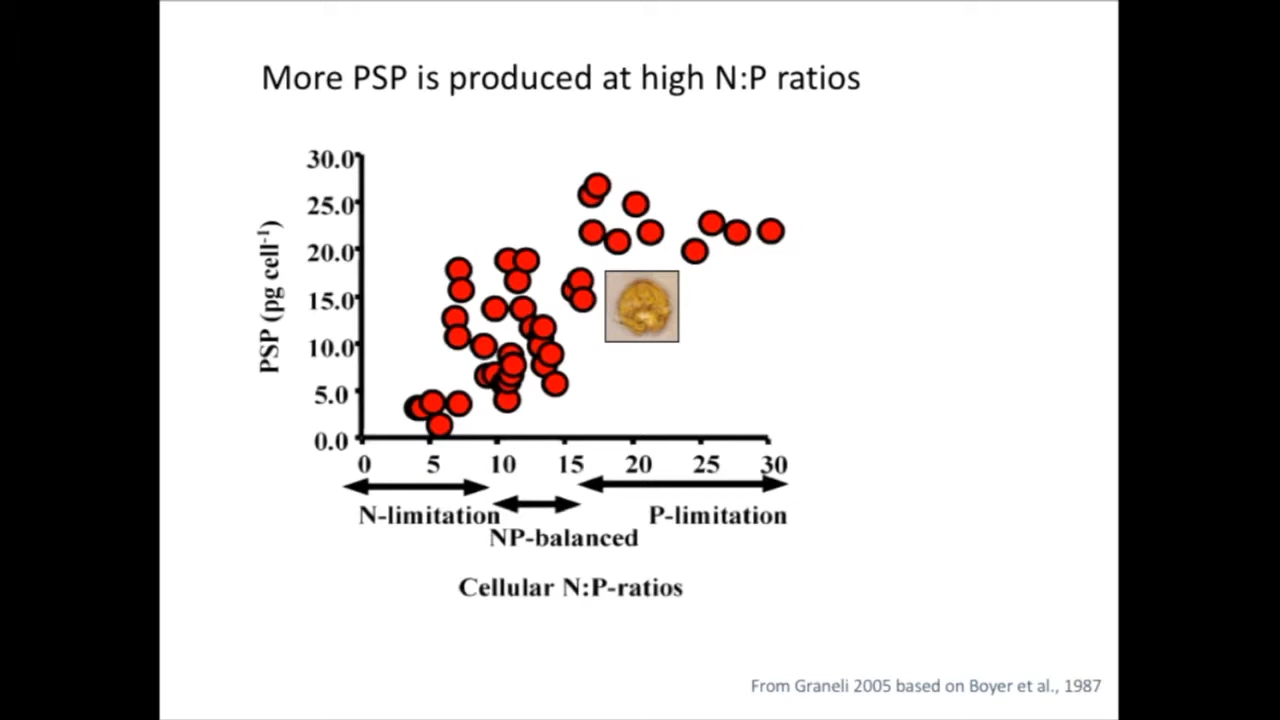 More PSP is produced at high N:P ratios
PSP (pg cell-1)
30.0
25.0
20.0
15.0
10.0
5.0
0.0
0 5 10 15 20 25 30
N-limitation P-limitation
NP-balanced
Cellular N:P-ratios
From Graneli 2005 based on Boyer et al., 1987